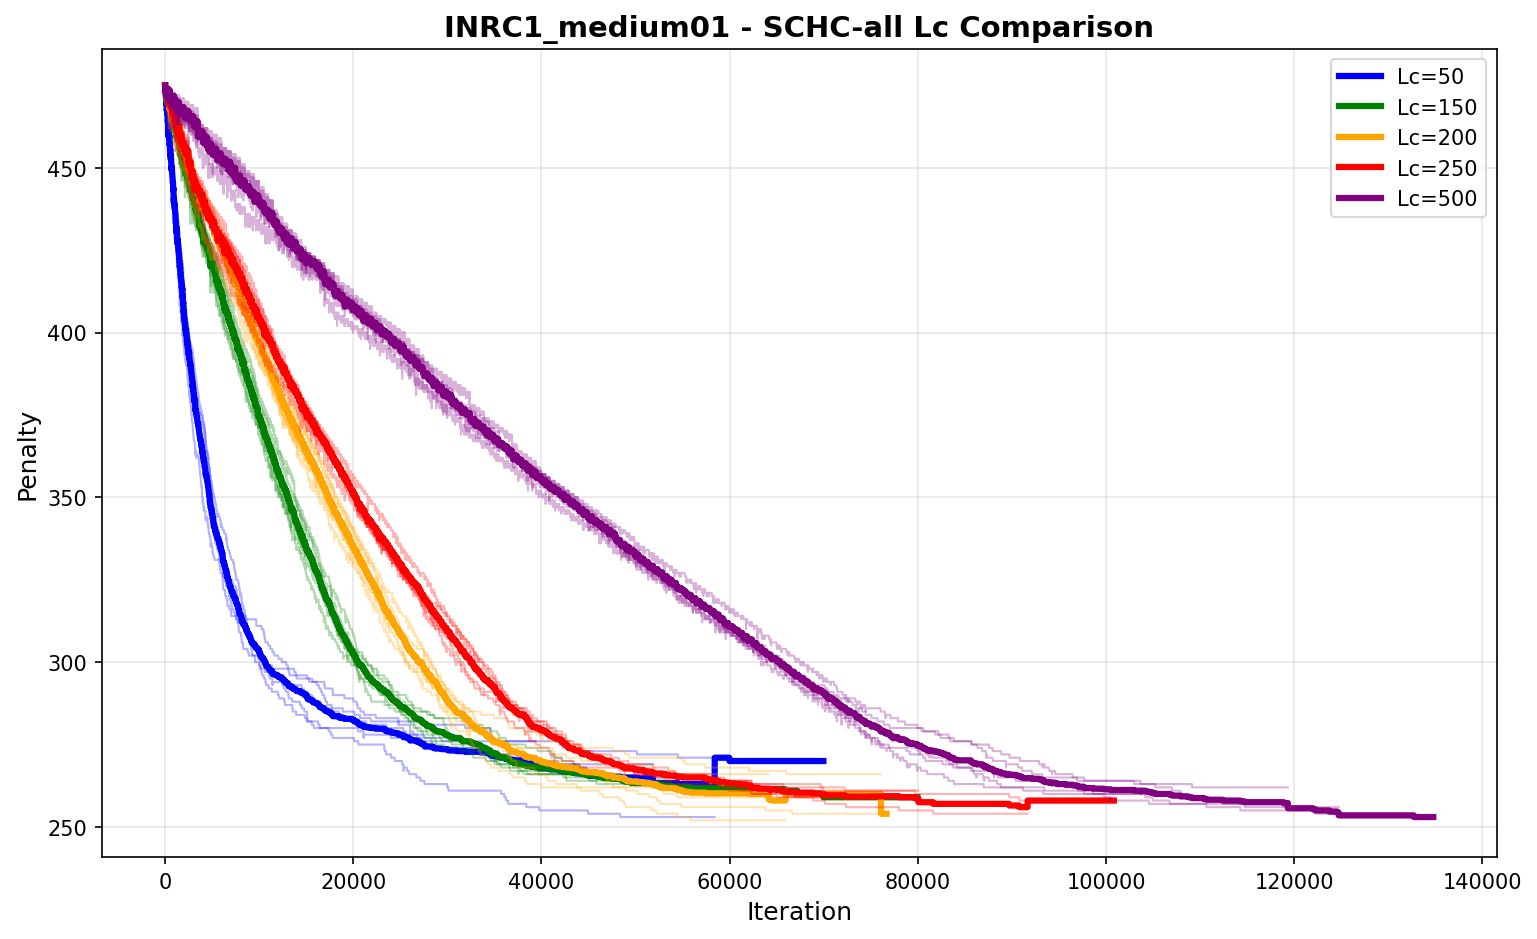 INRC1_medium01 - SCHC-all Lc Comparison
Lc=50
Lc=150
Lc=200
Lc=250
Lc=500
Penalty
450
400
350
300
250
0
20000
40000
60000
80000
100000
120000
140000
Iteration